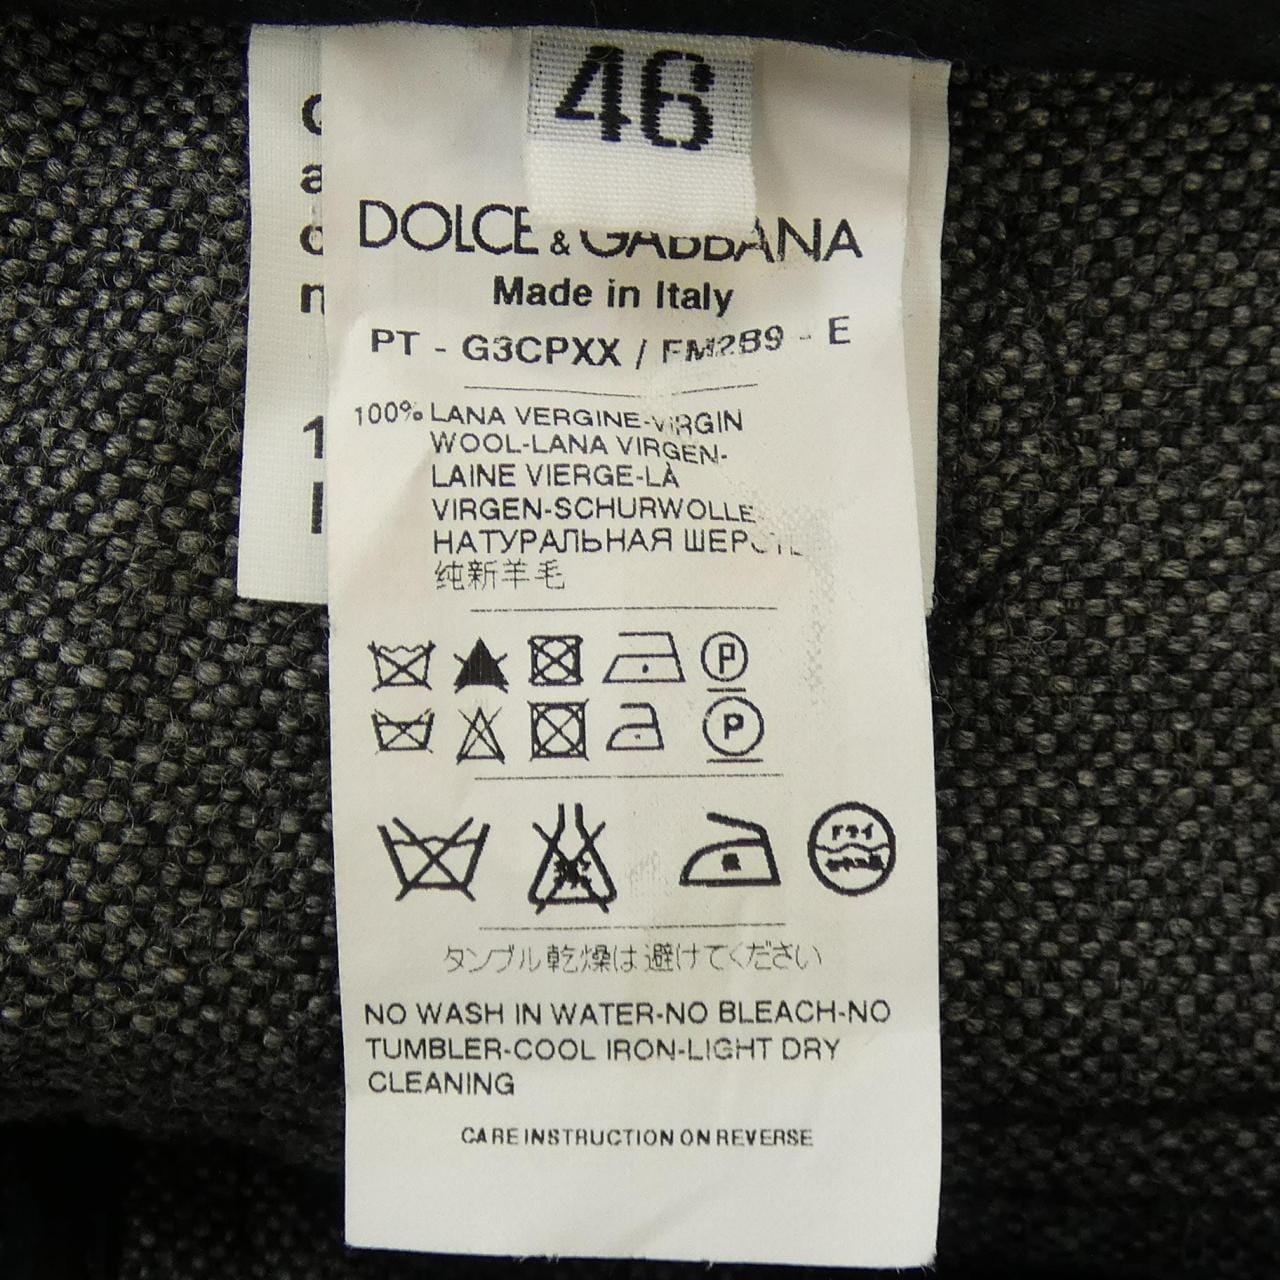 46
DOLCE & GABBANA
Made in Italy
PT - G3CPXX / FM2B9 - E
100% LANA VERGINE-VIRGIN
WOOL-LANA VIRGEN-
LAINE VIERGE-LÀ
VIRGEN-SCHURWOLLE
НАТУРАЛЬНАЯ ШЕРСТЬ
纯新羊毛
P
P
ドライ
タンブル乾燥は避けてください
NO WASH IN WATER-NO BLEACH-NO
TUMBLER-COOL IRON-LIGHT DRY
CLEANING
CARE INSTRUCTION ON REVERSE